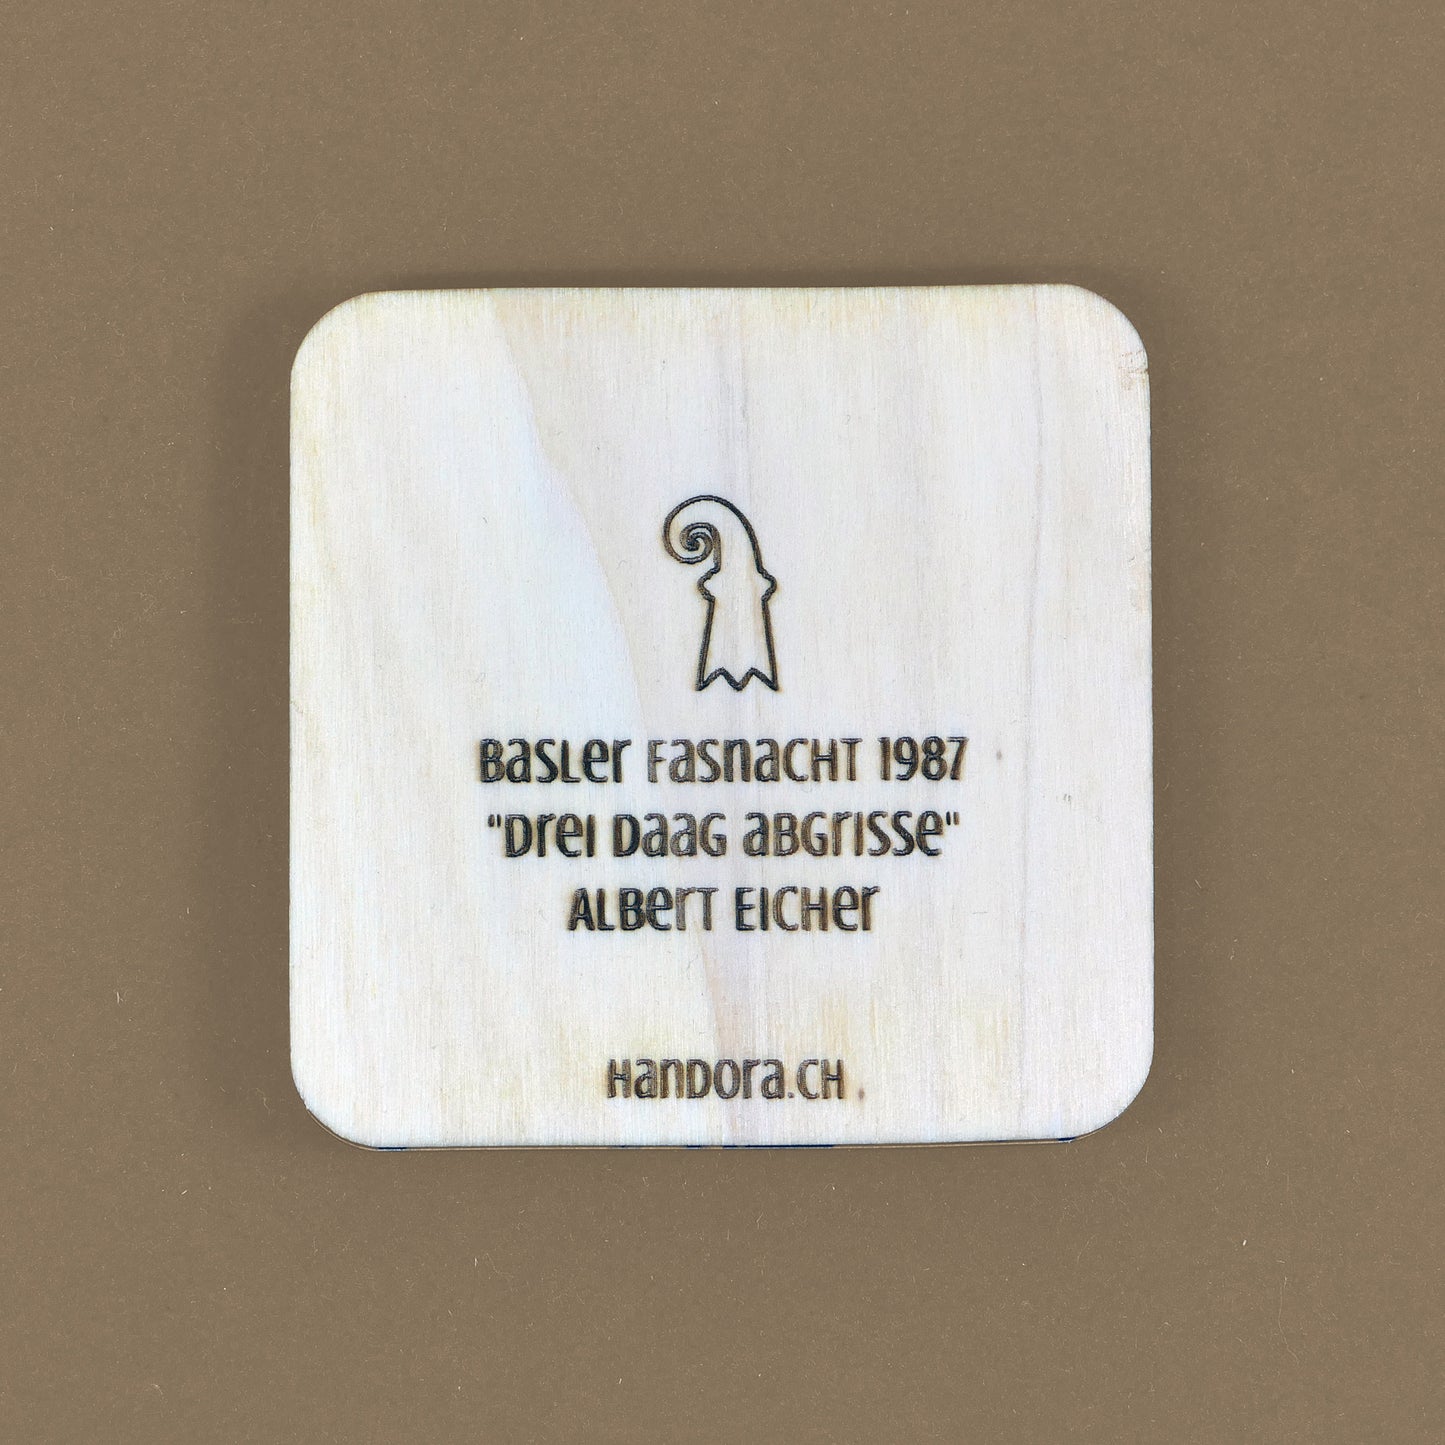 Basler Fasnacht 1987
"Drei Daag abgrisse"
Albert Eicher
Handora.ch